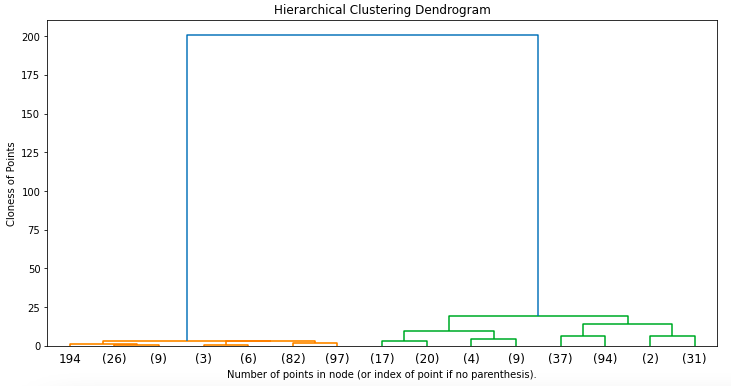 Hierarchical Clustering Dendrogram
Cloness of Points
200
175
150
125
100
75
50
25
0
194 (26) (9) (3) (6) (82) (97) (17) (20) (4) (9) (37) (94) (2) (31)
Number of points in node (or index of point if no parenthesis).